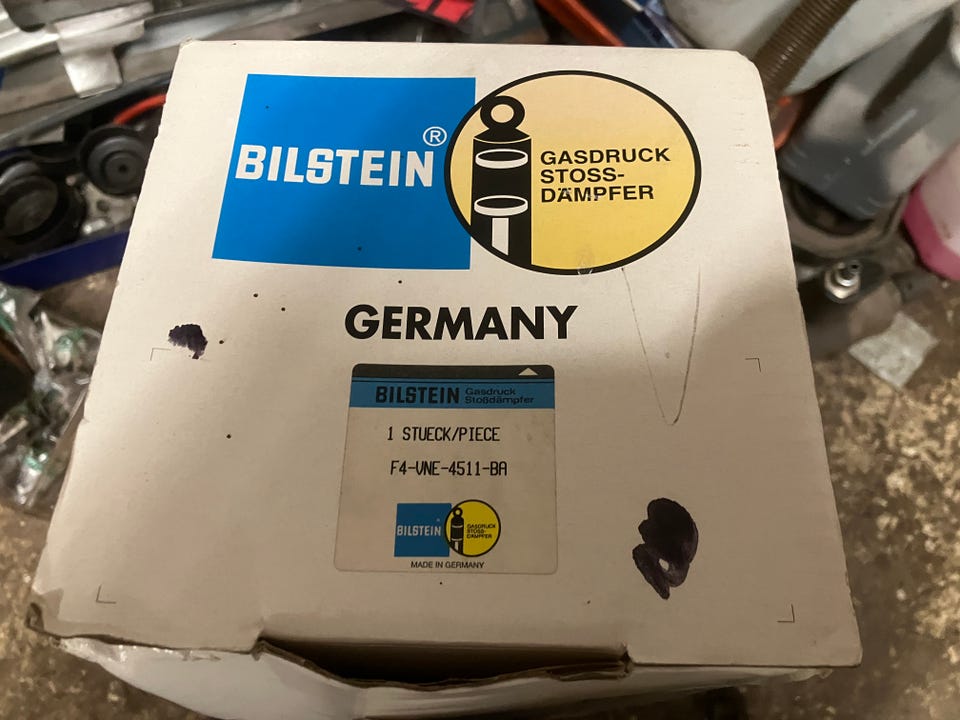 BILSTEIN®
GASDRUCK
STOSS-
DÄMPFER
GERMANY
BILSTEIN Gasdruck
Stoßdämpfer
1 STUECK/PIECE
F4-VNE-4511-BA
BILSTEIN
GASDRUCK
STOSS-
DÄMPFER
MADE IN GERMANY